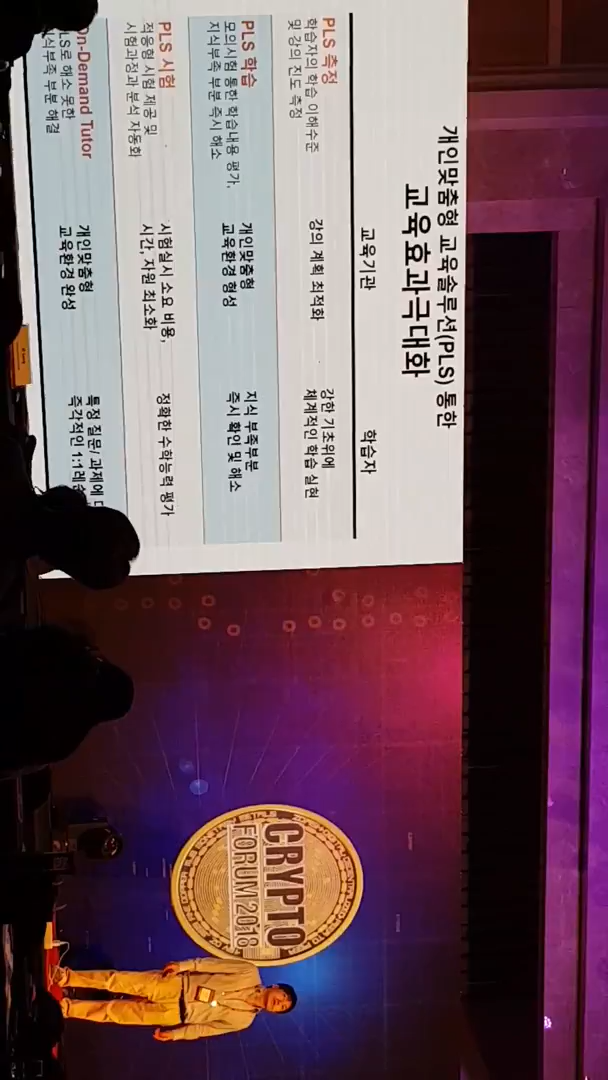 개인맞춤형 교육솔루션(PLS) 통한
교육효과극대화
교육기관
학습자
PLS 측정
학습자의 학습 이해수준
및 강의 진도 측정
강의 계획 최적화
강한 기초위에
체계적인 학습 실현
PLS 학습
모의시험 통한 학습내용 평가,
지식부족 부분 즉시 해소
개인맞춤형
교육환경 형성
지식 부족부분
즉시 확인 및 해소
PLS 시험
적응형 시험 제공 및
시험과정과 분석 자동화
시험실시 소요 비용,
시간, 자원 최소화
정확한 수학능력 평가
On-Demand Tutor
PLS로 해소 못한
지식부족 부분 해결
개인맞춤형
교육환경 완성
특정 질문/ 과제에
즉각적인 1:1
CRYPTO
FORUM 2018